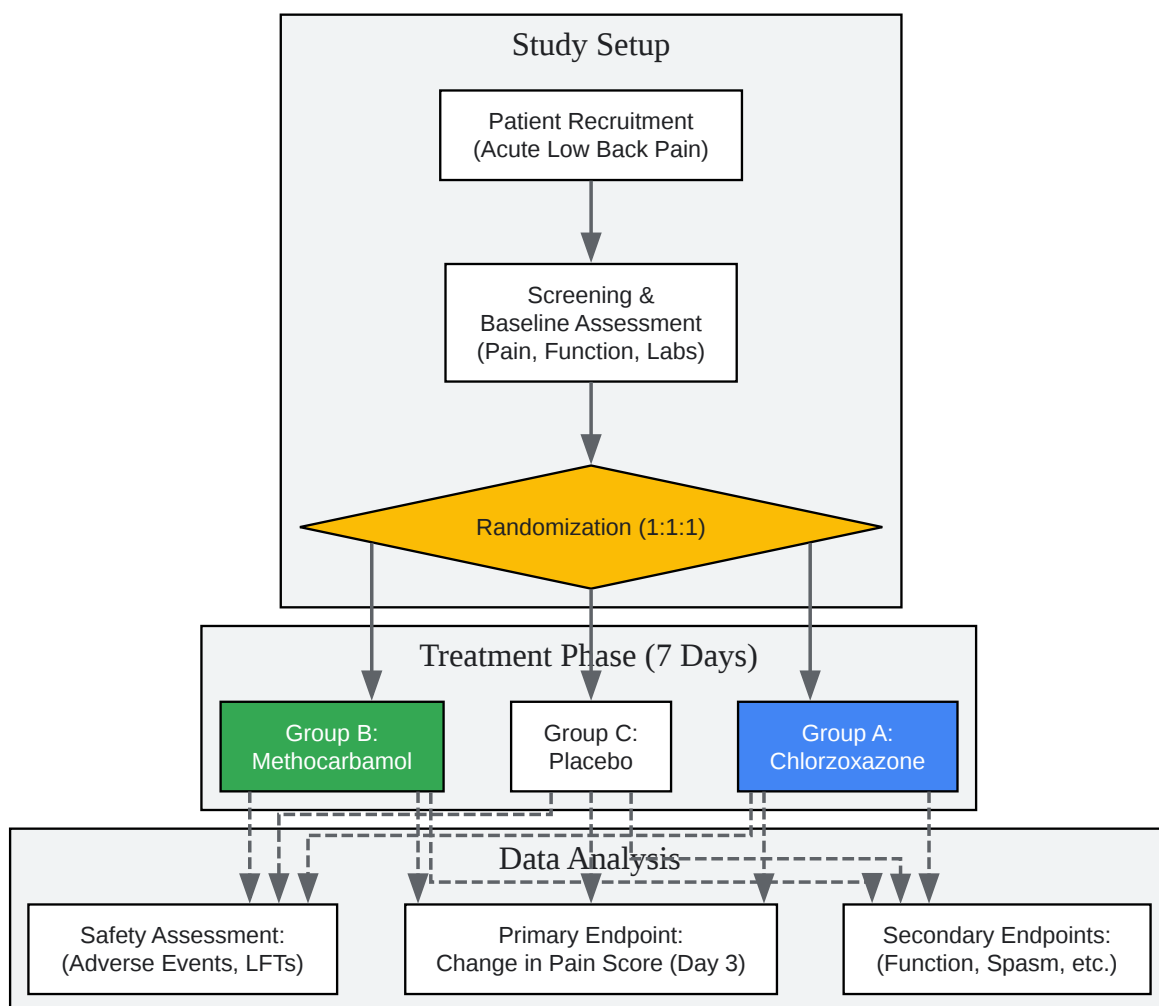 Study Setup
Patient Recruitment
(Acute Low Back Pain)
Screening &
Baseline Assessment
(Pain, Function, Labs)
Randomization (1:1:1)
Treatment Phase (7 Days)
Group B:
Methocarbamol
Group C:
Placebo
Group A:
Chlorzoxazone
Data Analysis
Safety Assessment:
(Adverse Events, LFTs)
Primary Endpoint:
Change in Pain Score (Day 3)
Secondary Endpoints:
(Function, Spasm, etc.)